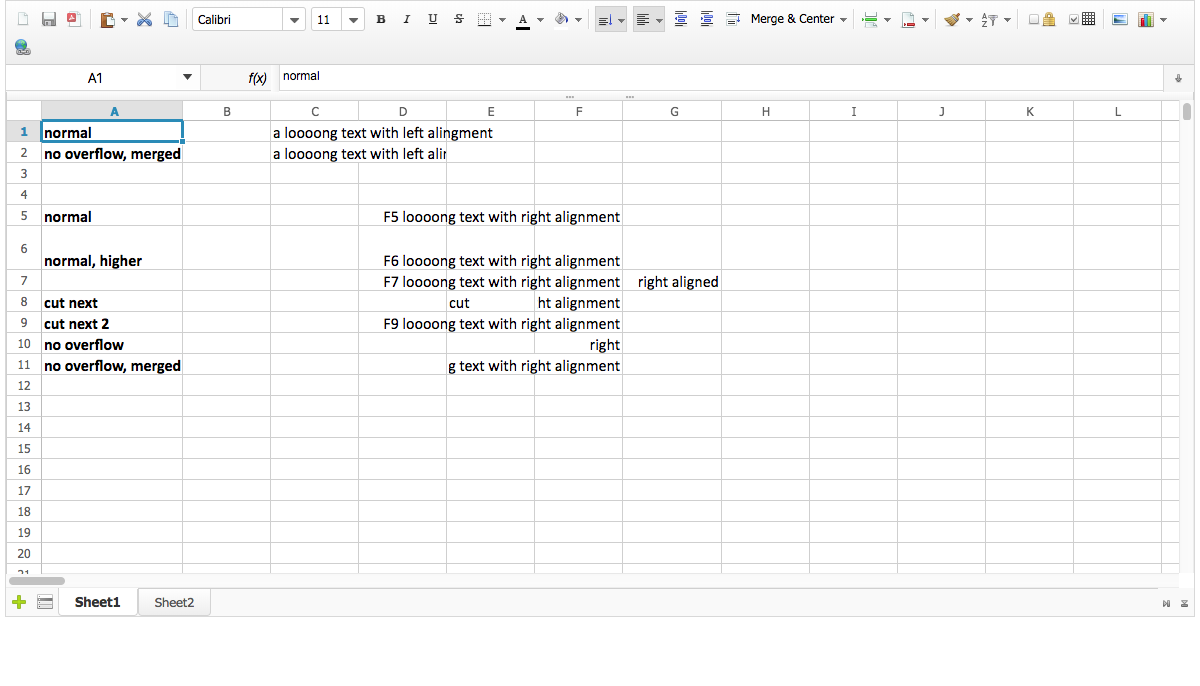 Calibri 11 B I U S A Merge & Center
A1 f(x) normal
A B C D E F G H I J K L
1 normal a loooong text with left alingment
2 no overflow, merged a loooong text with left alin
3
4
5 normal F5 loooong text with right alignment
6 normal, higher F6 loooong text with right alignment
7 F7 loooong text with right alignment right aligned
8 cut next cut ht alignment
9 cut next 2 F9 loooong text with right alignment
10 no overflow right
11 no overflow, merged g text with right alignment
12
13
14
15
16
17
18
19
20
21
Sheet1 Sheet2